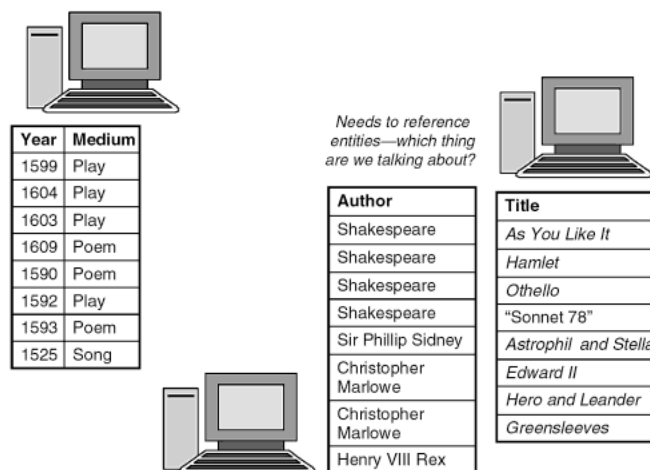 Year Medium
1599 Play
1604 Play
1603 Play
1609 Poem
1590 Poem
1592 Play
1593 Poem
1525 Song
Needs to reference
entities—which thing
are we talking about?
Author
Shakespeare
Shakespeare
Shakespeare
Shakespeare
Sir Phillip Sidney
Christopher
Marlowe
Christopher
Marlowe
Henry VIII Rex
Title
As You Like It
Hamlet
Othello
“Sonnet 78”
Astrophil and Stella
Edward II
Hero and Leander
Greensleeves